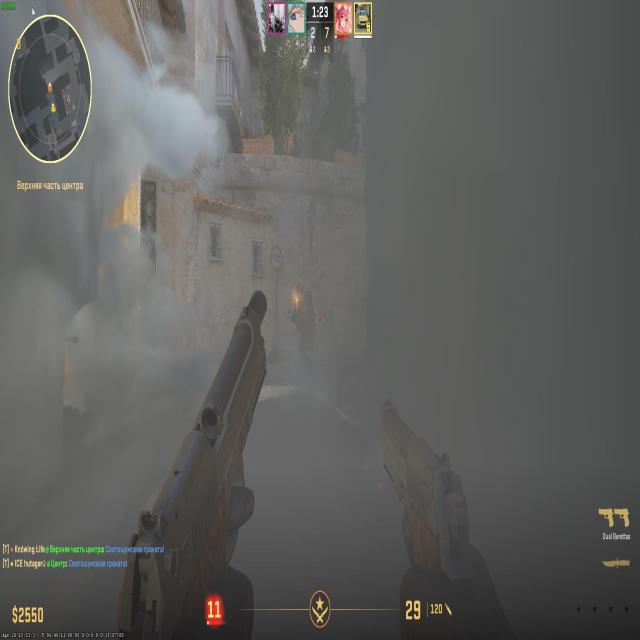 1:23
2 7
Верхняя часть центра
[T] Knowing Life @ Верхняя часть центра: Светошумовая граната!
[T] ICE hutager @ Центр: Светошумовая граната!
Dual Berettas
$2550
11
29 | 120